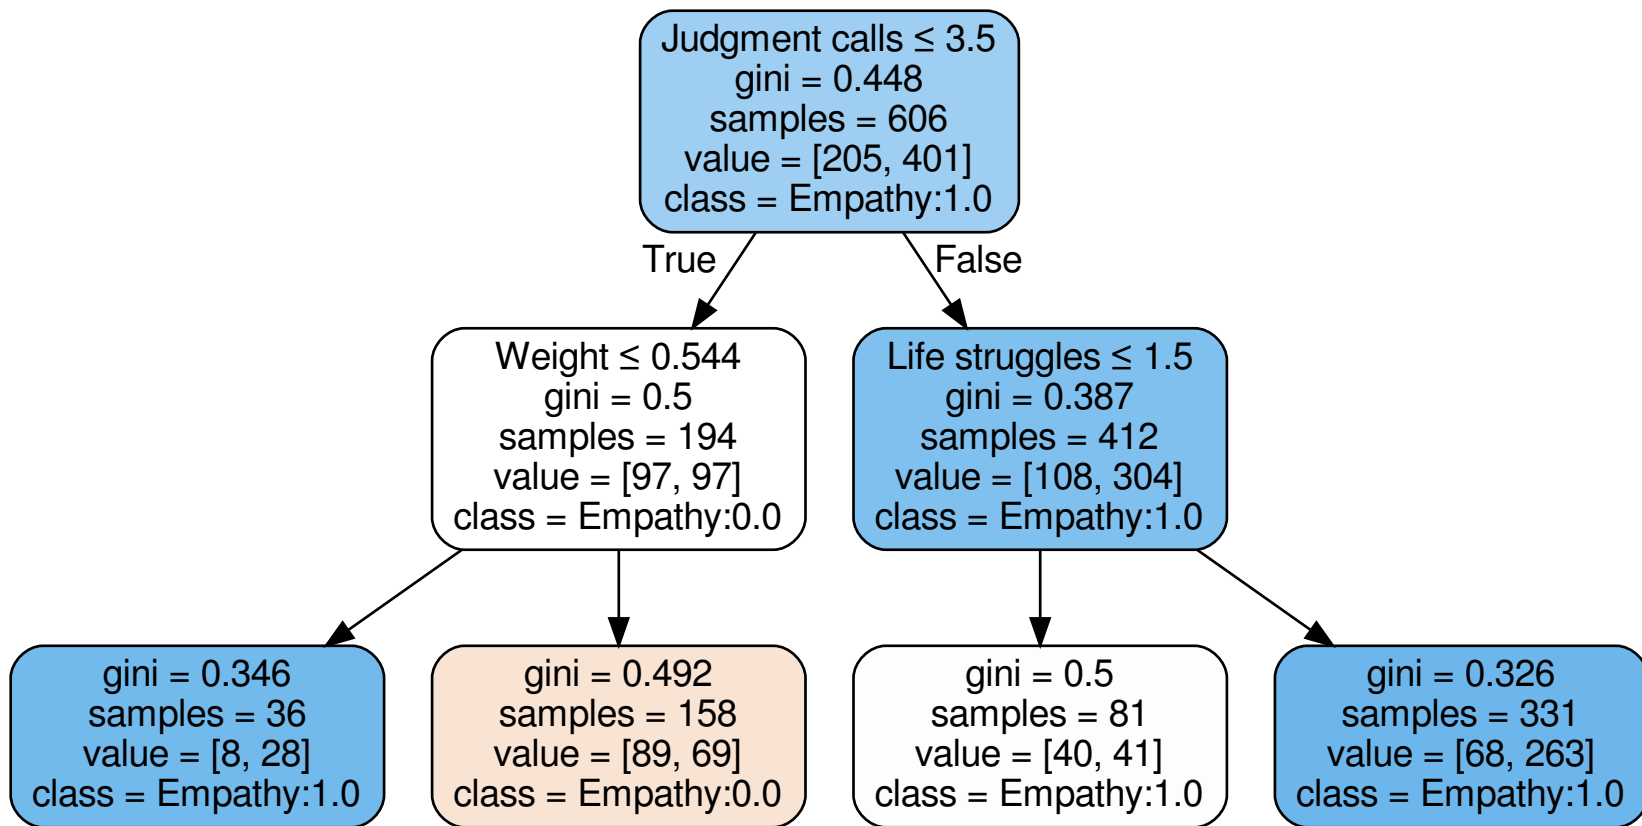 Judgment calls ≤ 3.5
gini = 0.448
samples = 606
value = [205, 401]
class = Empathy:1.0
True
False
Weight ≤ 0.544
gini = 0.5
samples = 194
value = [97, 97]
class = Empathy:0.0
Life struggles ≤ 1.5
gini = 0.387
samples = 412
value = [108, 304]
class = Empathy:1.0
gini = 0.346
samples = 36
value = [8, 28]
class = Empathy:1.0
gini = 0.492
samples = 158
value = [89, 69]
class = Empathy:0.0
gini = 0.5
samples = 81
value = [40, 41]
class = Empathy:1.0
gini = 0.326
samples = 331
value = [68, 263]
class = Empathy:1.0